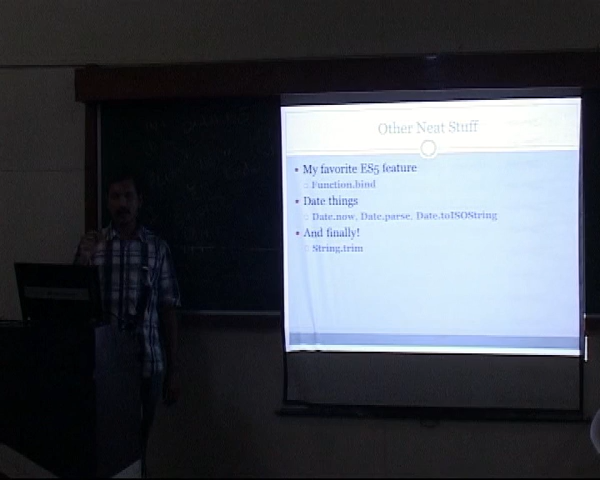 Other Neat Stuff
My favorite ES5 feature
Function.bind
Date things
Date.now, Date.parse, Date.toISOString
And finally!
String.trim